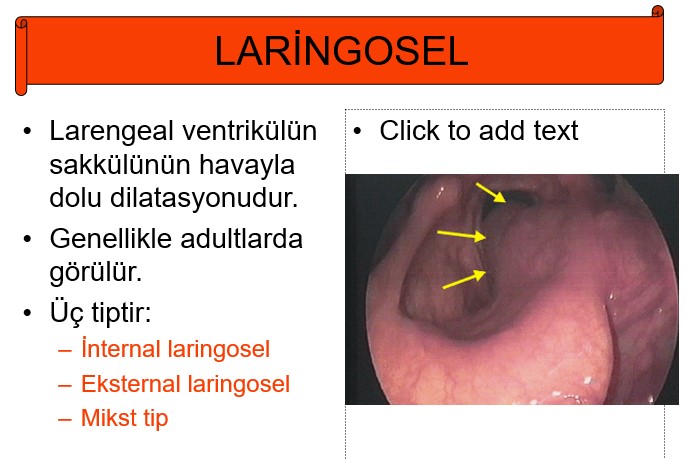 LARİNGOSEL
• Larengeal ventrikülün
sakkülünün havayla
dolu dilatasyonudur.
• Genellikle adultlarda
görülür.
• Üç tiptir:
– İnternal laringosel
– Eksternal laringosel
– Mikst tip
• Click to add text